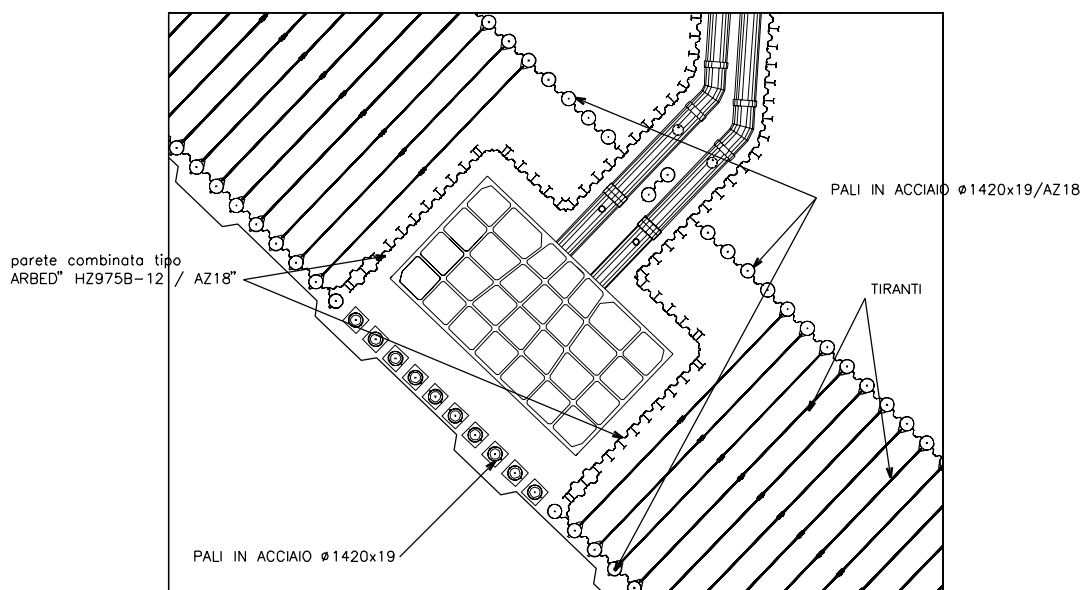 PALI IN ACCIAIO ø1420x19/AZ18
parete combinata tipo
ARBED" HZ975B-12 / AZ18"
TIRANTI
PALI IN ACCIAIO ø1420x19